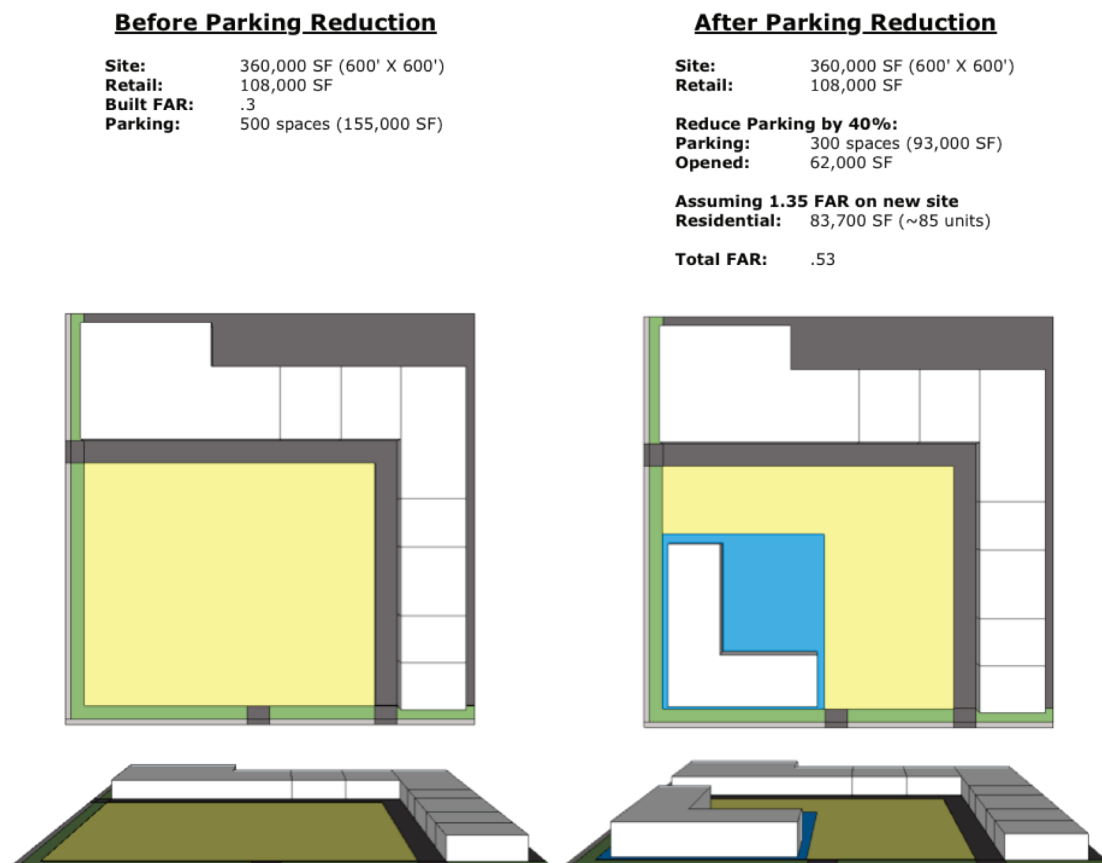 Before Parking Reduction
Site: 360,000 SF (600' X 600')
Retail: 108,000 SF
Built FAR: .3
Parking: 500 spaces (155,000 SF)
After Parking Reduction
Site: 360,000 SF (600' X 600')
Retail: 108,000 SF
Reduce Parking by 40%:
Parking: 300 spaces (93,000 SF)
Opened: 62,000 SF
Assuming 1.35 FAR on new site
Residential: 83,700 SF (~85 units)
Total FAR: .53